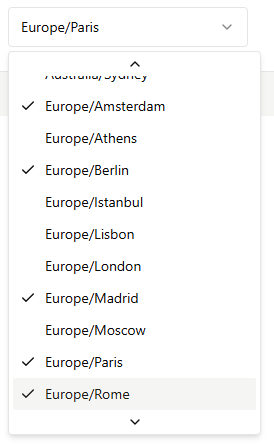 Europe/Paris
Australia/Sydney
Europe/Amsterdam
Europe/Athens
Europe/Berlin
Europe/Istanbul
Europe/Lisbon
Europe/London
Europe/Madrid
Europe/Moscow
Europe/Paris
Europe/Rome